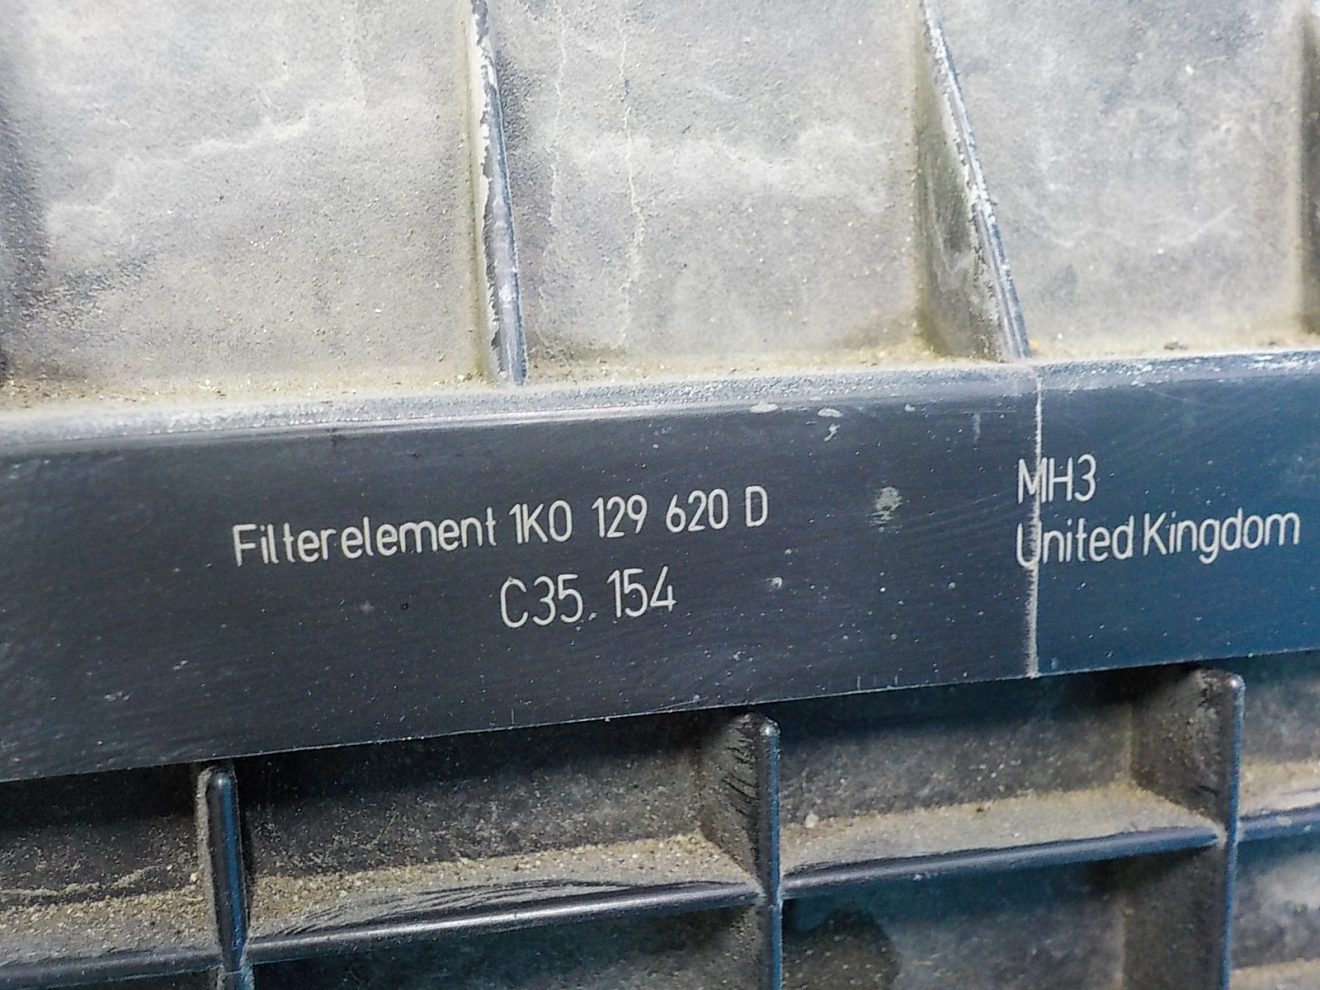 Filterelement 1K0 129 620 D
C35.154
MH3
United Kingdom